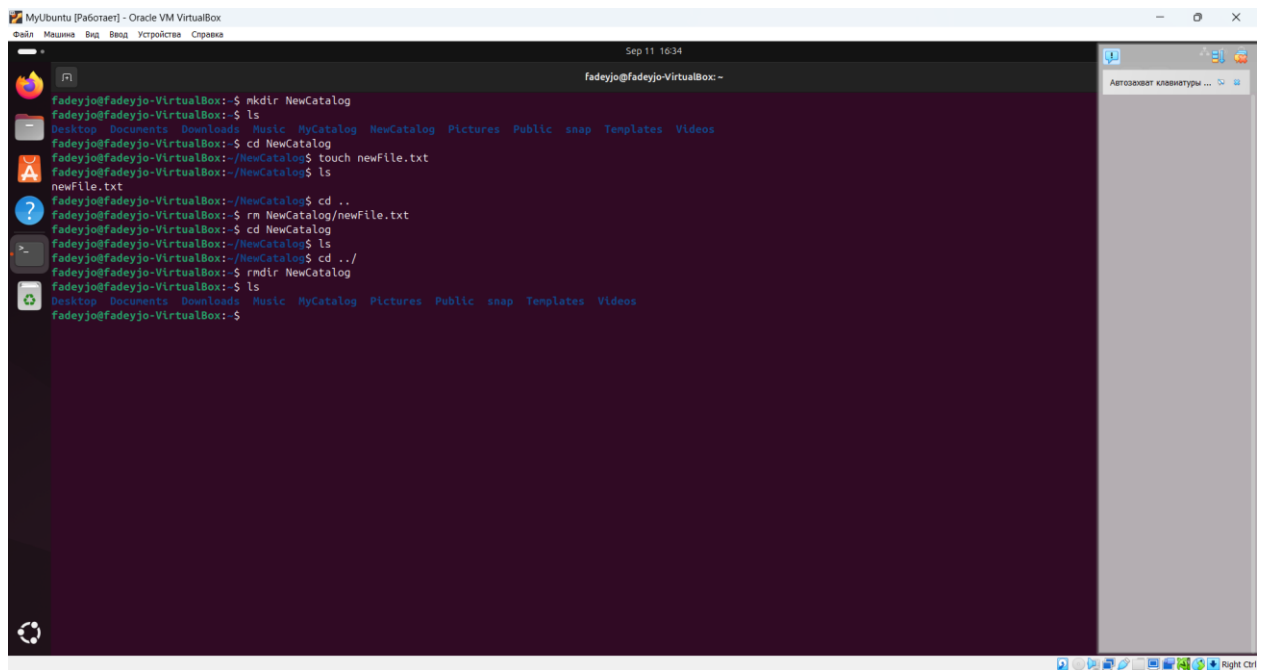 MyUbuntu [Работает] - Oracle VM VirtualBox
Файл Машина Вид Ввод Устройства Справка
Sep 11 16:34
fadeyjo@fadeyjo-VirtualBox: ~
Автозахват клавиатуры ...
fadeyjo@fadeyjo-VirtualBox:~$ mkdir NewCatalog
fadeyjo@fadeyjo-VirtualBox:~$ ls
Desktop Documents Downloads Music MyCatalog NewCatalog Pictures Public snap Templates Videos
fadeyjo@fadeyjo-VirtualBox:~$ cd NewCatalog
fadeyjo@fadeyjo-VirtualBox:~/NewCatalog$ touch newFile.txt
fadeyjo@fadeyjo-VirtualBox:~/NewCatalog$ ls
newFile.txt
fadeyjo@fadeyjo-VirtualBox:~/NewCatalog$ cd ..
fadeyjo@fadeyjo-VirtualBox:~$ rm NewCatalog/newFile.txt
fadeyjo@fadeyjo-VirtualBox:~$ cd NewCatalog
fadeyjo@fadeyjo-VirtualBox:~/NewCatalog$ ls
fadeyjo@fadeyjo-VirtualBox:~/NewCatalog$ cd ../
fadeyjo@fadeyjo-VirtualBox:~$ rmdir NewCatalog
fadeyjo@fadeyjo-VirtualBox:~$ ls
Desktop Documents Downloads Music MyCatalog Pictures Public snap Templates Videos
fadeyjo@fadeyjo-VirtualBox:~$
Right Ctrl